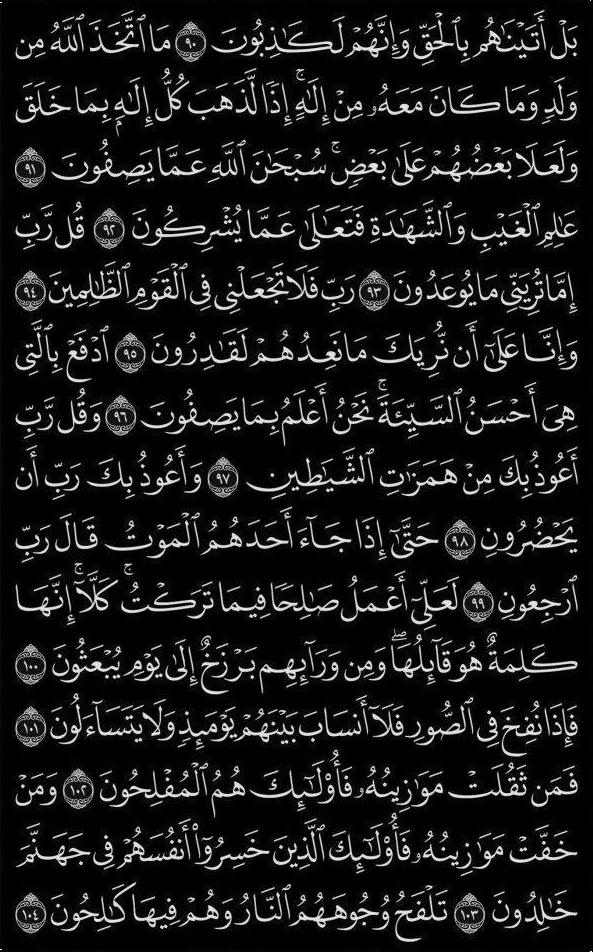 بَلْ أَتَيْنَٰهُم بِٱلْحَقِّ وَإِنَّهُمْ لَكَٰذِبُونَ ٩٠ مَا ٱتَّخَذَ ٱللَّهُ مِن
وَلَدٍ وَمَا كَانَ مَعَهُۥ مِنْ إِلَٰهٍ ۚ إِذًا لَّذَهَبَ كُلُّ إِلَٰهٍۭ بِمَا خَلَقَ
وَلَعَلَا بَعْضُهُمْ عَلَىٰ بَعْضٍ ۚ سُبْحَٰنَ ٱللَّهِ عَمَّا يَصِفُونَ ٩١
عَٰلِمِ ٱلْغَيْبِ وَٱلشَّهَٰدَةِ فَتَعَٰلَىٰ عَمَّا يُشْرِكُونَ ٩٢ قُل رَّبِّ
إِمَّا تُرِيَنِّى مَا يُوعَدُونَ ٩٣ رَبِّ فَلَا تَجْعَلْنِى فِى ٱلْقَوْمِ ٱلظَّٰلِمِينَ ٩٤
وَإِنَّا عَلَىٰٓ أَن نُّرِيَكَ مَا نَعِدُهُمْ لَقَٰدِرُونَ ٩٥ ٱدْفَعْ بِٱلَّتِى
هِىَ أَحْسَنُ ٱلسَّيِّئَةَ ۚ نَحْنُ أَعْلَمُ بِمَا يَصِفُونَ ٩٦ وَقُل رَّبِّ
أَعُوذُ بِكَ مِنْ هَمَزَٰتِ ٱلشَّيَٰطِينِ ٩٧ وَأَعُوذُ بِكَ رَبِّ أَن
يَحْضُرُونِ ٩٨ حَتَّىٰٓ إِذَا جَآءَ أَحَدَهُمُ ٱلْمَوْتُ قَالَ رَبِّ
ٱرْجِعُونِ ٩٩ لَعَلِّىٓ أَعْمَلُ صَٰلِحًا فِيمَا تَرَكْتُ ۚ كَلَّآ ۚ إِنَّهَا
كَلِمَةٌ هُوَ قَآئِلُهَا ۖ وَمِن وَرَآئِهِم بَرْزَخٌ إِلَىٰ يَوْمِ يُبْعَثُونَ ١٠٠
فَإِذَا نُفِخَ فِى ٱلصُّورِ فَلَآ أَنسَابَ بَيْنَهُمْ يَوْمَئِذٍ وَلَا يَتَسَآءَلُونَ ١٠١
فَمَن ثَقُلَتْ مَوَٰزِينُهُۥ فَأُو۟لَٰٓئِكَ هُمُ ٱلْمُفْلِحُونَ ١٠٢ وَمَنْ
خَفَّتْ مَوَٰزِينُهُۥ فَأُو۟لَٰٓئِكَ ٱلَّذِينَ خَسِرُوٓا۟ أَنفُسَهُمْ فِى جَهَنَّمَ
خَٰلِدُونَ ١٠٣ تَلْفَحُ وُجُوهَهُمُ ٱلنَّارُ وَهُمْ فِيهَا كَٰلِحُونَ ١٠٤